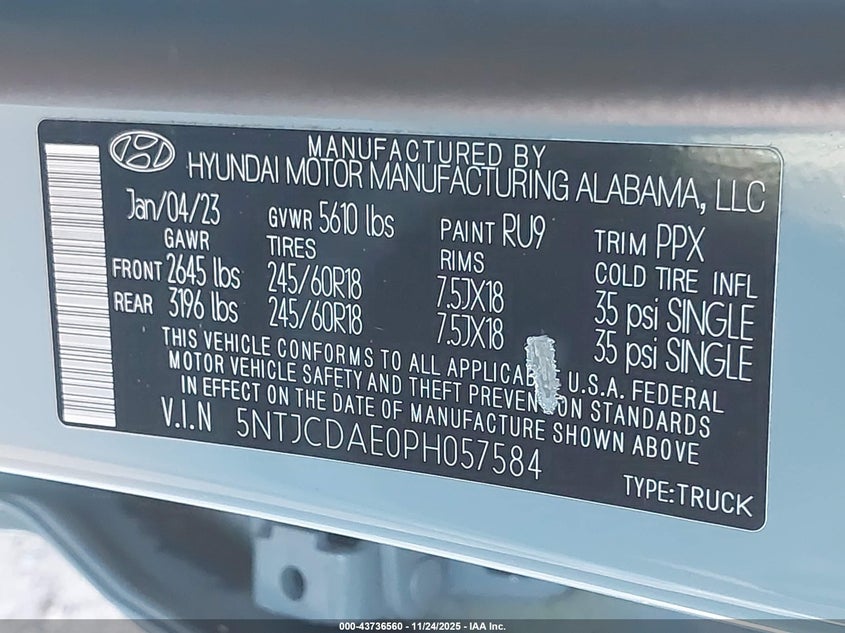 MANUFACTURED BY
HYUNDAI MOTOR MANUFACTURING ALABAMA, LLC
Jan/04/23 GVWR 5610 lbs PAINT RU9 TRIM PPX
GAWR TIRES RIMS COLD TIRE INFL
FRONT 2645 lbs 245/60R18 7.5JX18 35 psi SINGLE
REAR 3196 lbs 245/60R18 7.5JX18 35 psi SINGLE
THIS VEHICLE CONFORMS TO ALL U.S.A. FEDERAL
MOTOR VEHICLE SAFETY AND THEFT STANDARDS
IN EFFECT ON THE DATE OF MANUFACTURE SHOWN ABOVE
V.I.N 5NTJCDAE0PH057584
TYPE:TRUCK
000-43736560 - 11/24/2025 - IAA Inc.